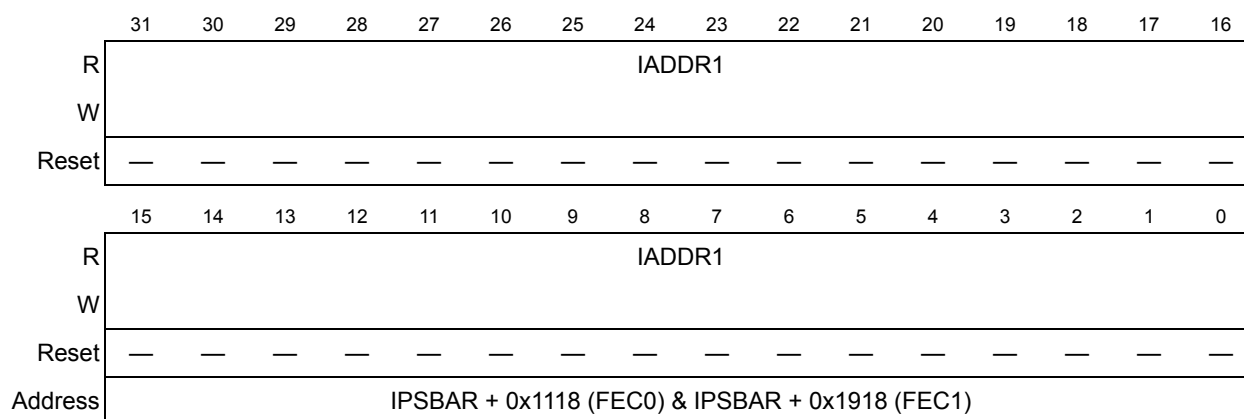 31 30 29 28 27 26 25 24 23 22 21 20 19 18 17 16
R IADDR1
W
Reset — — — — — — — — — — — — — — — —
15 14 13 12 11 10 9 8 7 6 5 4 3 2 1 0
R IADDR1
W
Reset — — — — — — — — — — — — — — — —
Address IPSBAR + 0x1118 (FEC0) & IPSBAR + 0x1918 (FEC1)